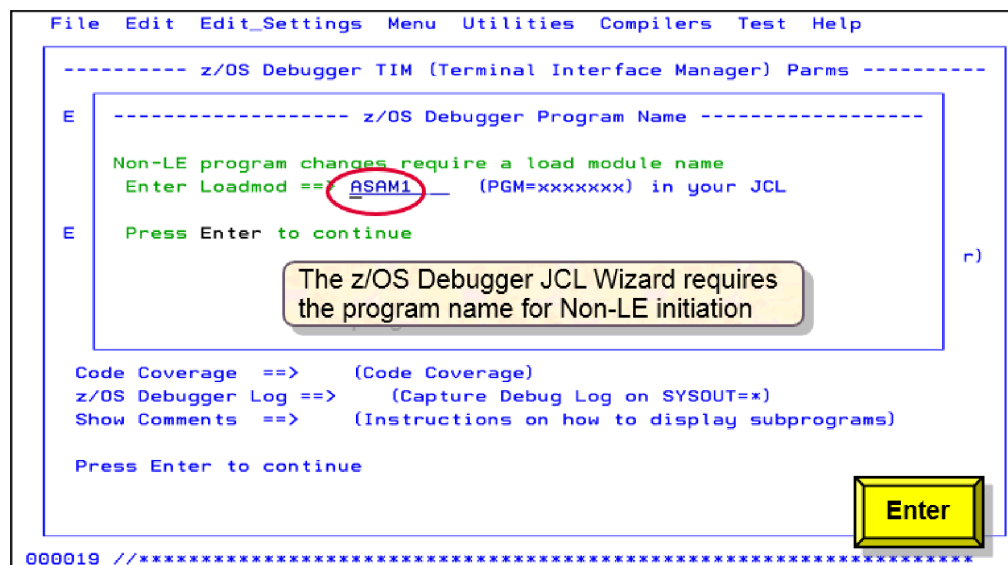 File Edit Edit_Settings Menu Utilities Compilers Test Help
---------- z/OS Debugger TIM (Terminal Interface Manager) Parms ----------
E ------------------- z/OS Debugger Program Name ------------------
Non-LE program changes require a load module name
Enter Loadmod ==> ASAM1 (PGM=xxxxxxx) in your JCL
E Press Enter to continue
r)
The z/OS Debugger JCL Wizard requires
the program name for Non-LE initiation
Code Coverage ==> (Code Coverage)
z/OS Debugger Log ==> (Capture Debug Log on SYSOUT=*)
Show Comments ==> (Instructions on how to display subprograms)
Press Enter to continue
Enter
000019 //*******************************************************************